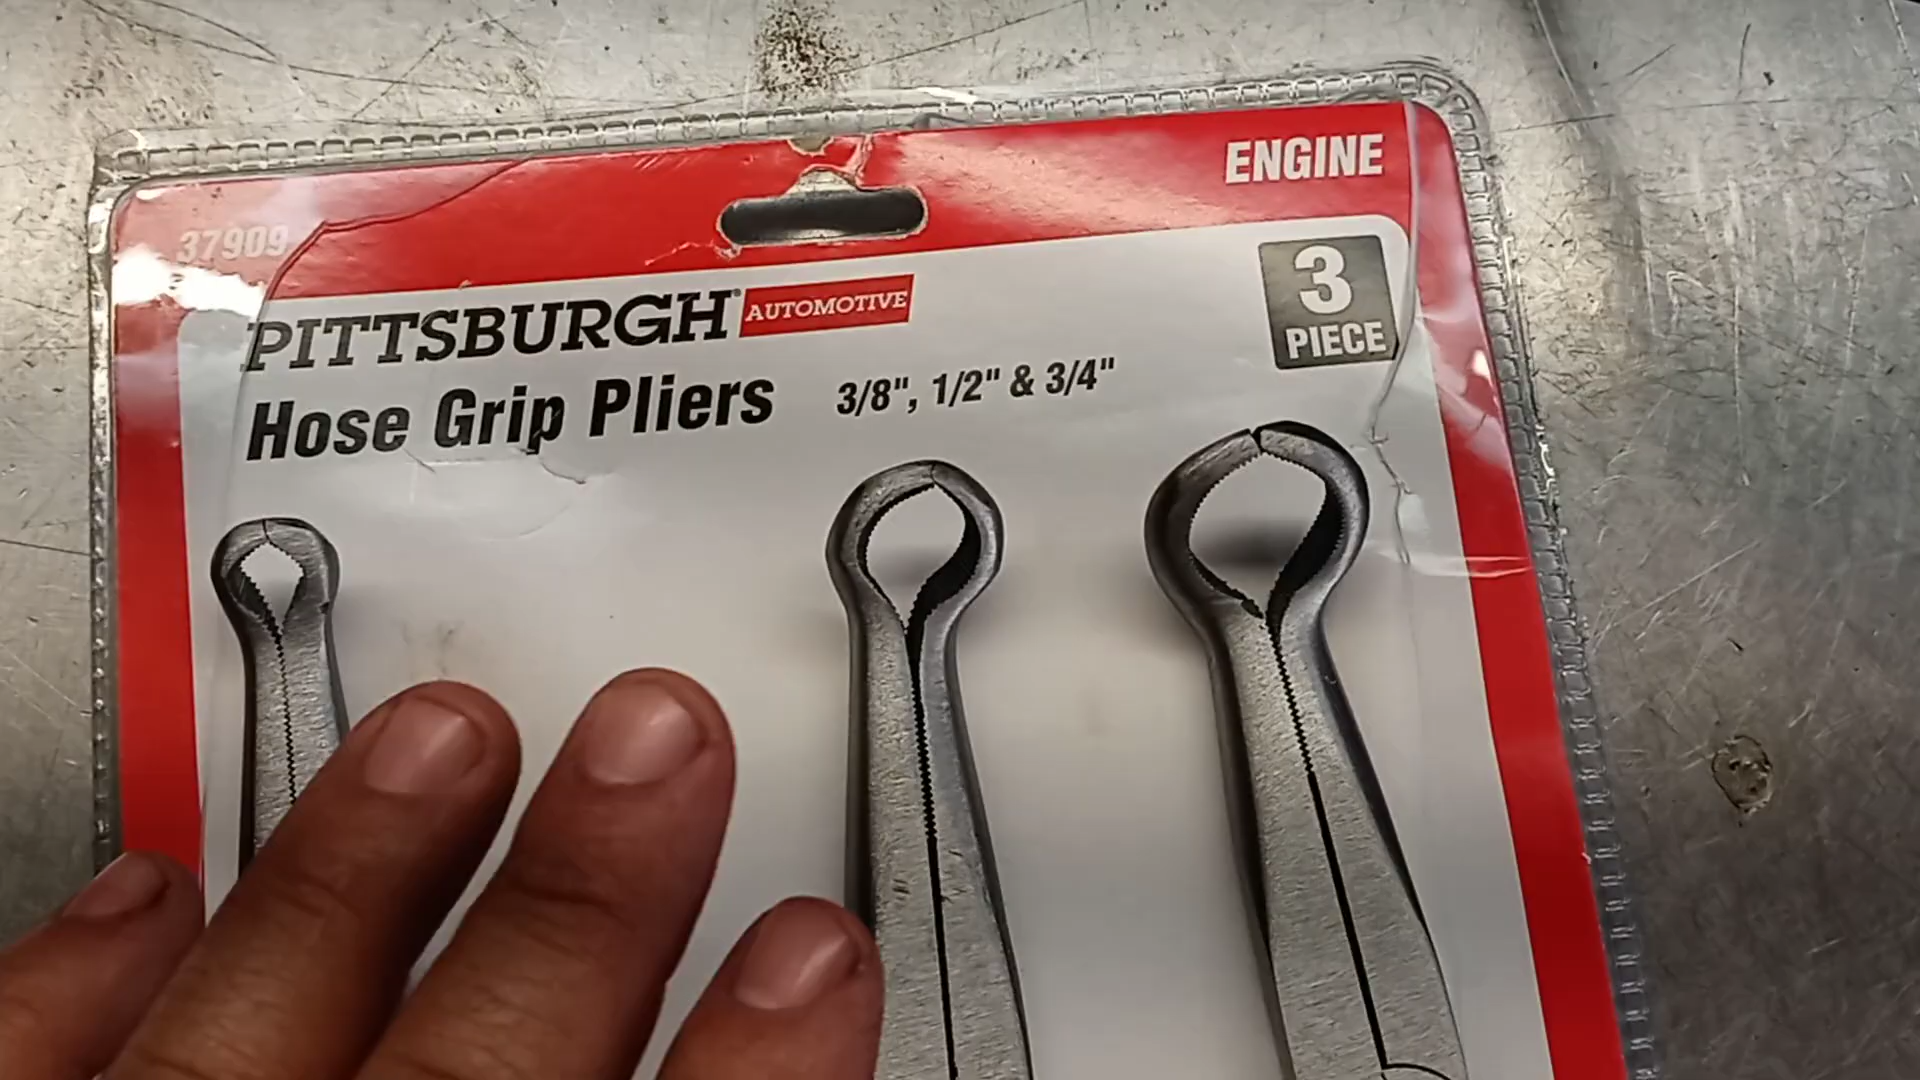 ENGINE
37909
PITTSBURGH® AUTOMOTIVE
3 PIECE
Hose Grip Pliers 3/8", 1/2" & 3/4"